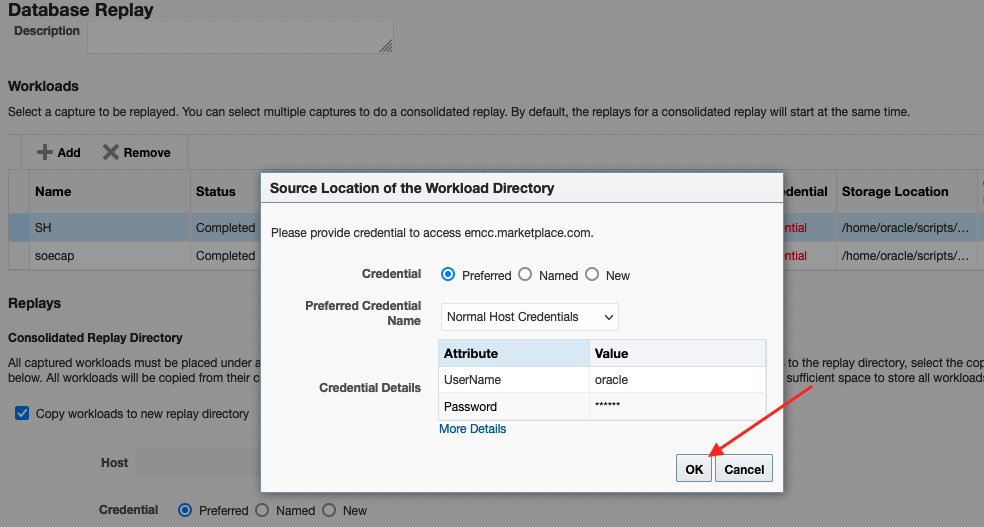 Database Replay
Description
Workloads
Select a capture to be replayed. You can select multiple captures to do a consolidated replay. By default, the replays for a consolidated replay will start at the same time.
Add Remove
Name Status Storage Location
SH Completed /home/oracle/scripts/...
soecap Completed /home/oracle/scripts/...
Source Location of the Workload Directory
Please provide credential to access emcc.marketplace.com.
Credential Preferred Named New
Preferred Credential
Name
Normal Host Credentials
Attribute Value
Credential Details
UserName oracle
Password ******
More Details
OK Cancel
Replays
Consolidated Replay Directory
All captured workloads must be placed under a to the replay directory, select the cop
below. All workloads will be copied from their c sufficient space to store all workloads
Copy workloads to new replay directory
Host
Credential Preferred Named New